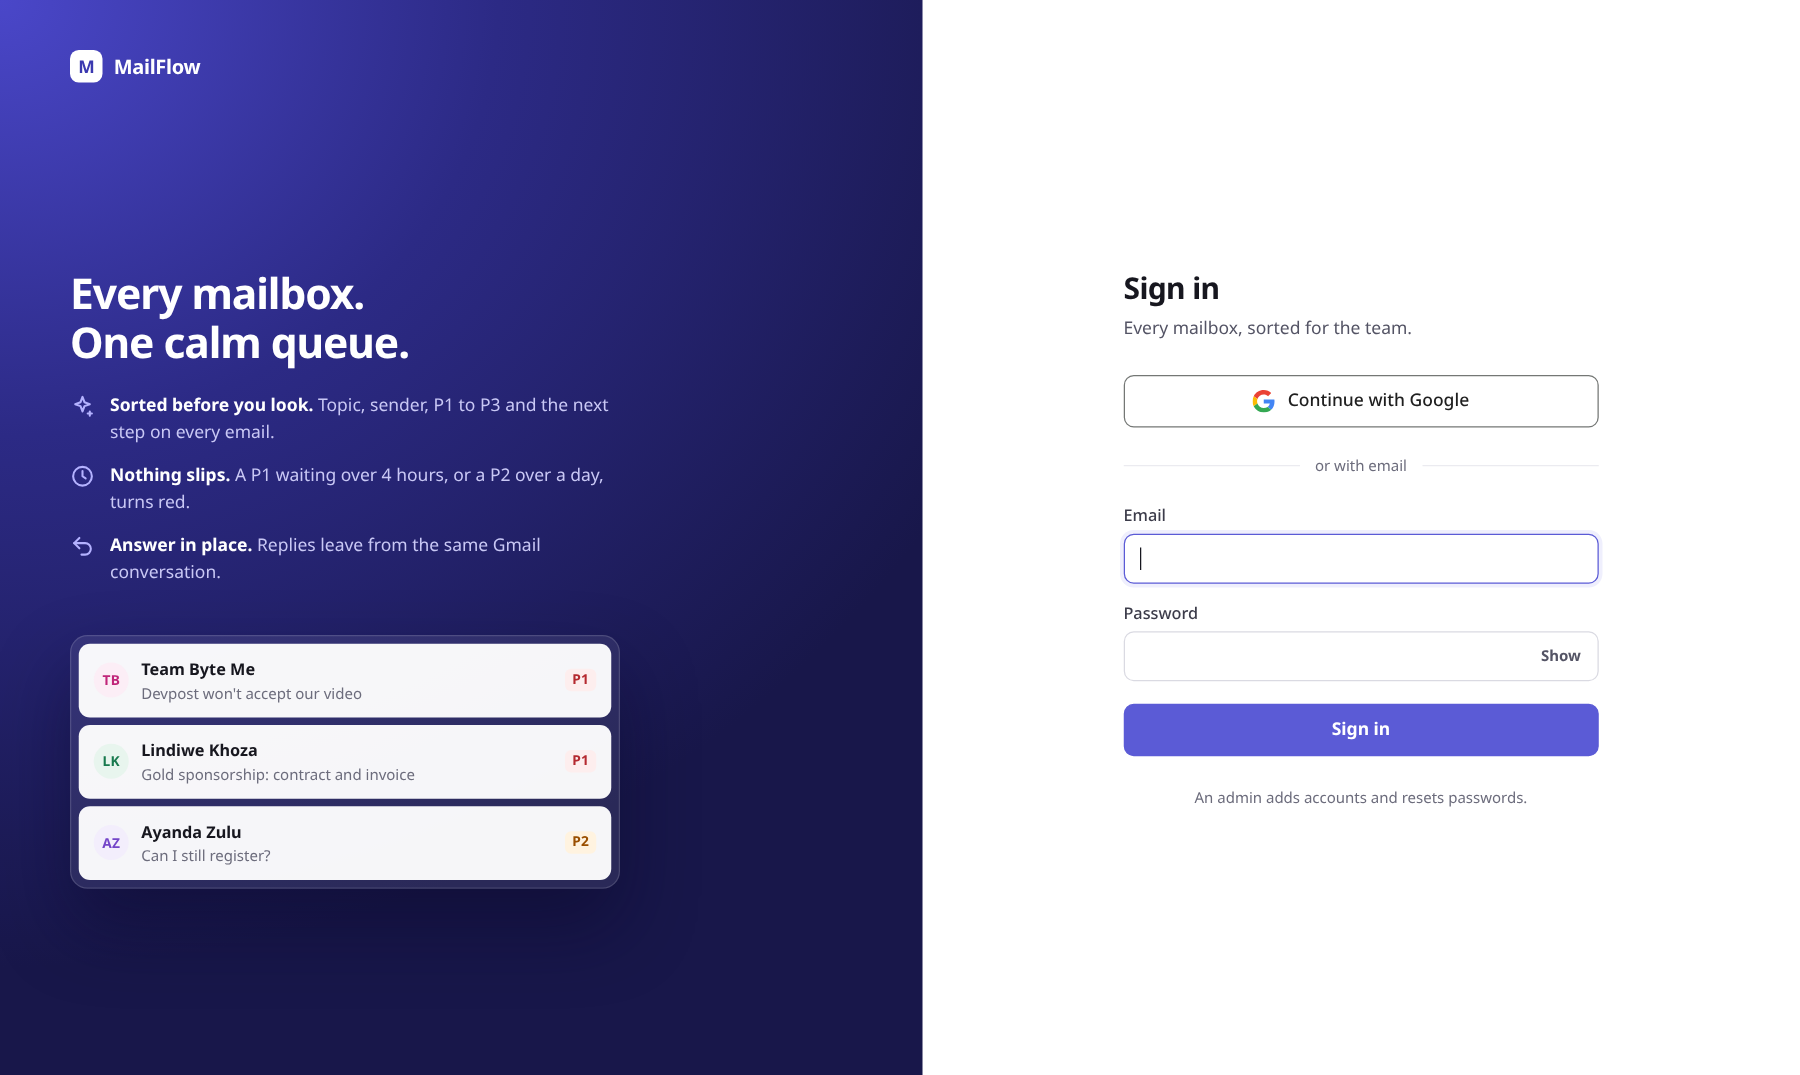 M MailFlow
Every mailbox.
One calm queue.
Sorted before you look. Topic, sender, P1 to P3 and the next
step on every email.
Nothing slips. A P1 waiting over 4 hours, or a P2 over a day,
turns red.
Answer in place. Replies leave from the same Gmail
conversation.
TB Team Byte Me P1
Devpost won't accept our video
LK Lindiwe Khoza P1
Gold sponsorship: contract and invoice
AZ Ayanda Zulu P2
Can I still register?
Sign in
Every mailbox, sorted for the team.
Continue with Google
or with email
Email
Password
Show
Sign in
An admin adds accounts and resets passwords.